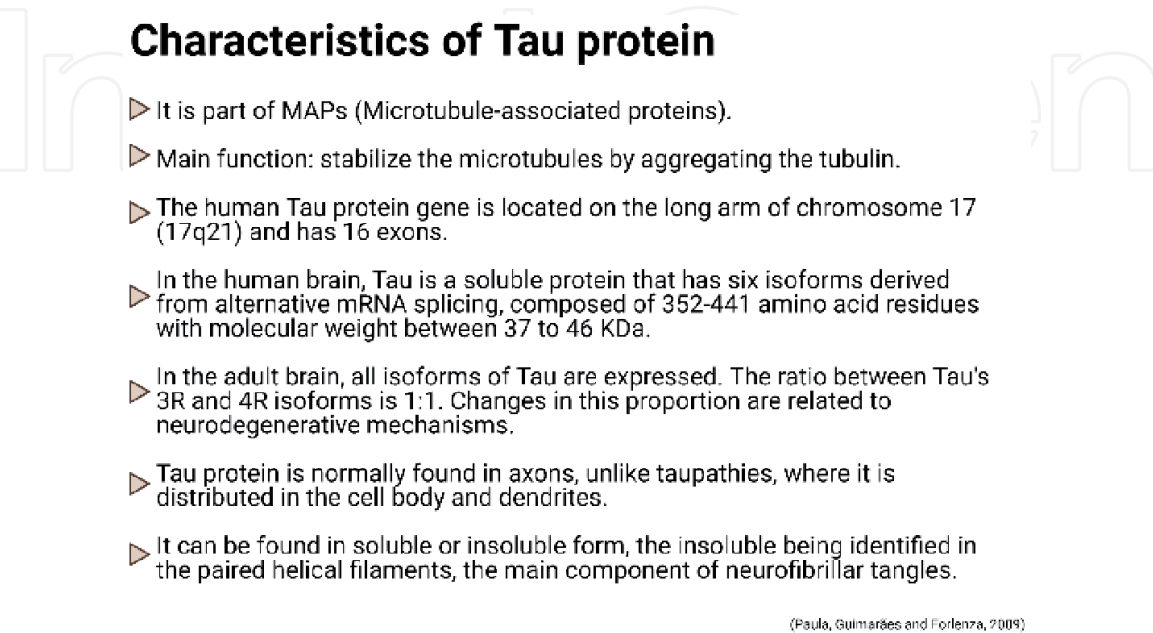 Characteristics of Tau protein
It is part of MAPs (Microtubule-associated proteins).
Main function: stabilize the microtubules by aggregating the tubulin.
The human Tau protein gene is located on the long arm of chromosome 17
(17q21) and has 16 exons.
In the human brain, Tau is a soluble protein that has six isoforms derived
from alternative mRNA splicing, composed of 352-441 amino acid residues
with molecular weight between 37 to 46 KDa.
In the adult brain, all isoforms of Tau are expressed. The ratio between Tau's
3R and 4R isoforms is 1:1. Changes in this proportion are related to
neurodegenerative mechanisms.
Tau protein is normally found in axons, unlike taupathies, where it is
distributed in the cell body and dendrites.
It can be found in soluble or insoluble form, the insoluble being identified in
the paired helical filaments, the main component of neurofibrillar tangles.
(Paula, Guimarães and Forlenza, 2009)